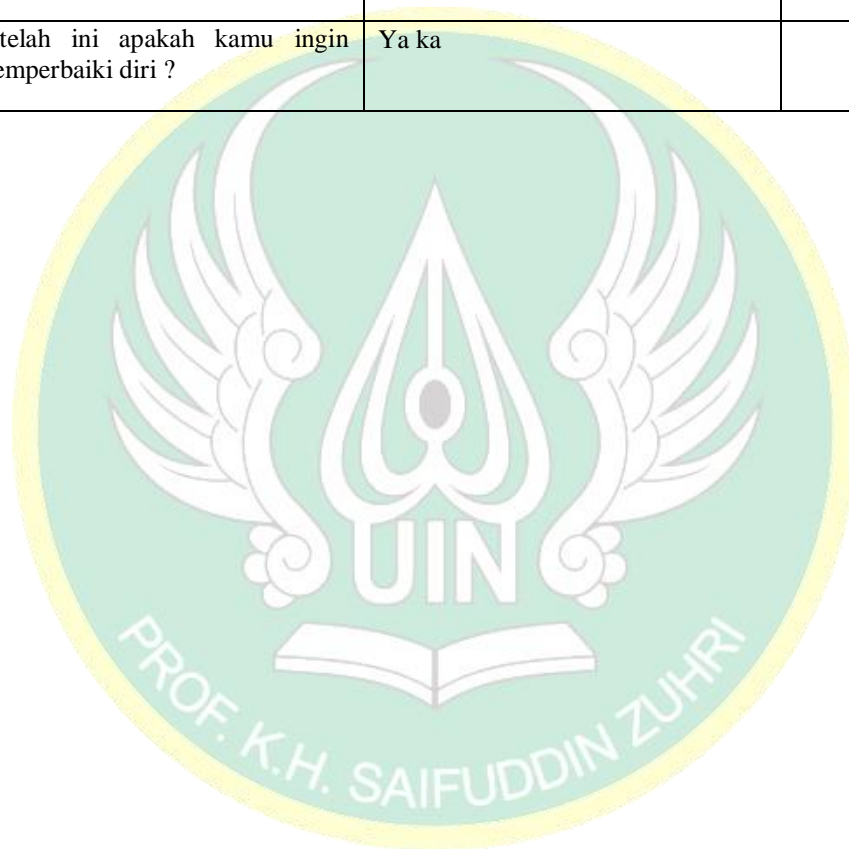 telah ini apakah kamu ingin
emperbaiki diri ?
Ya ka
UIN
PROF. K.H. SAIFUDDIN ZUHRI